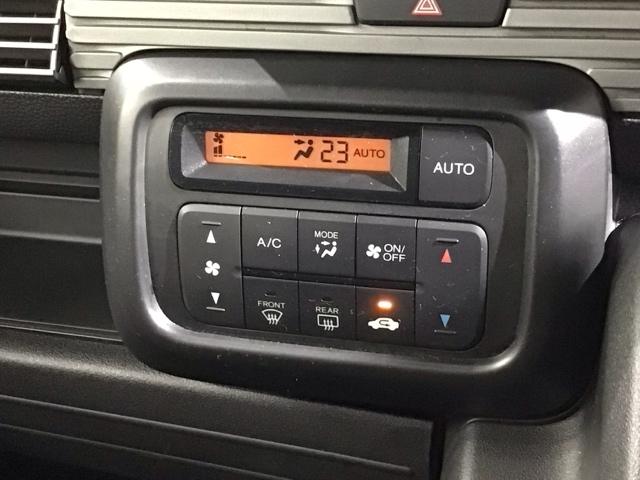 23 AUTO
AUTO
A/C
MODE
ON/
OFF
FRONT
REAR